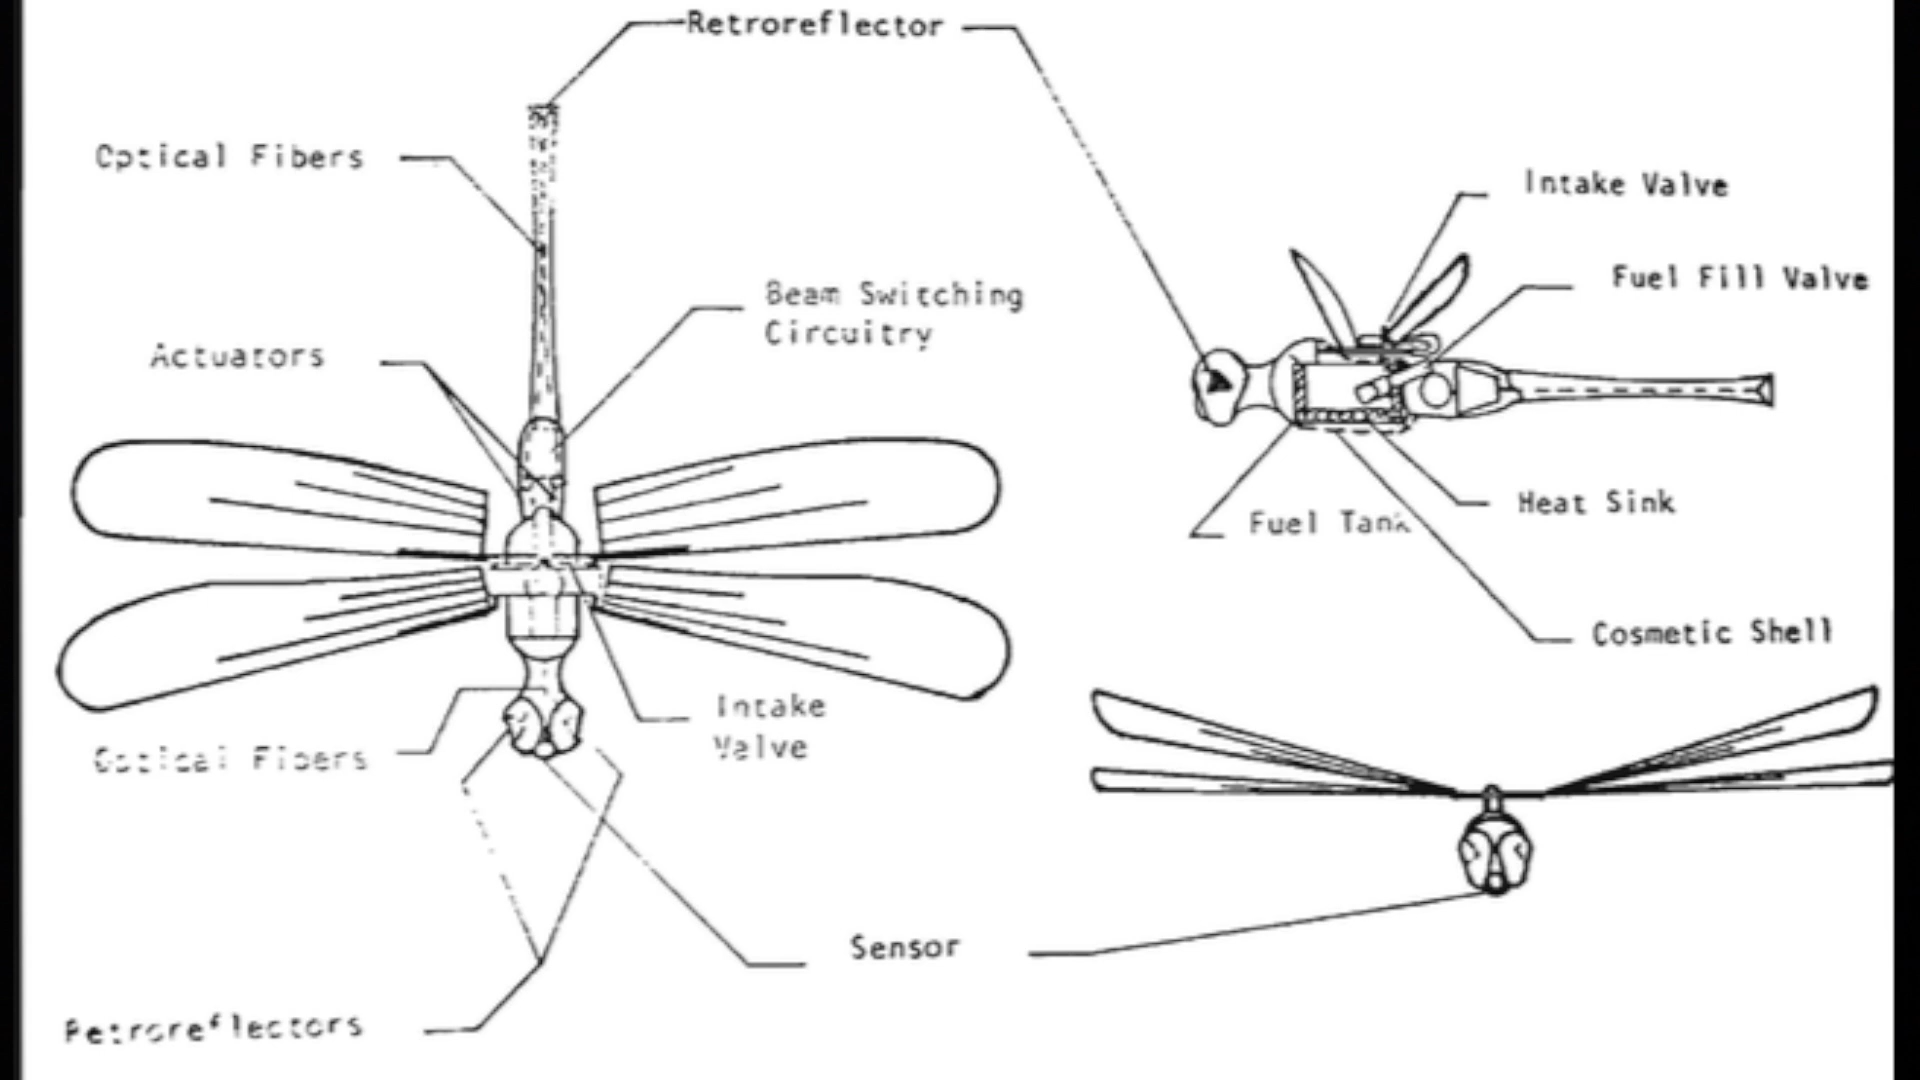 Retroreflector
Optical Fibers
Intake Valve
Fuel Fill Valve
Beam Switching
Circuitry
Actuators
Heat Sink
Fuel Tank
Cosmetic Shell
Intake
Valve
Optical Fibers
Sensor
Retroreflectors